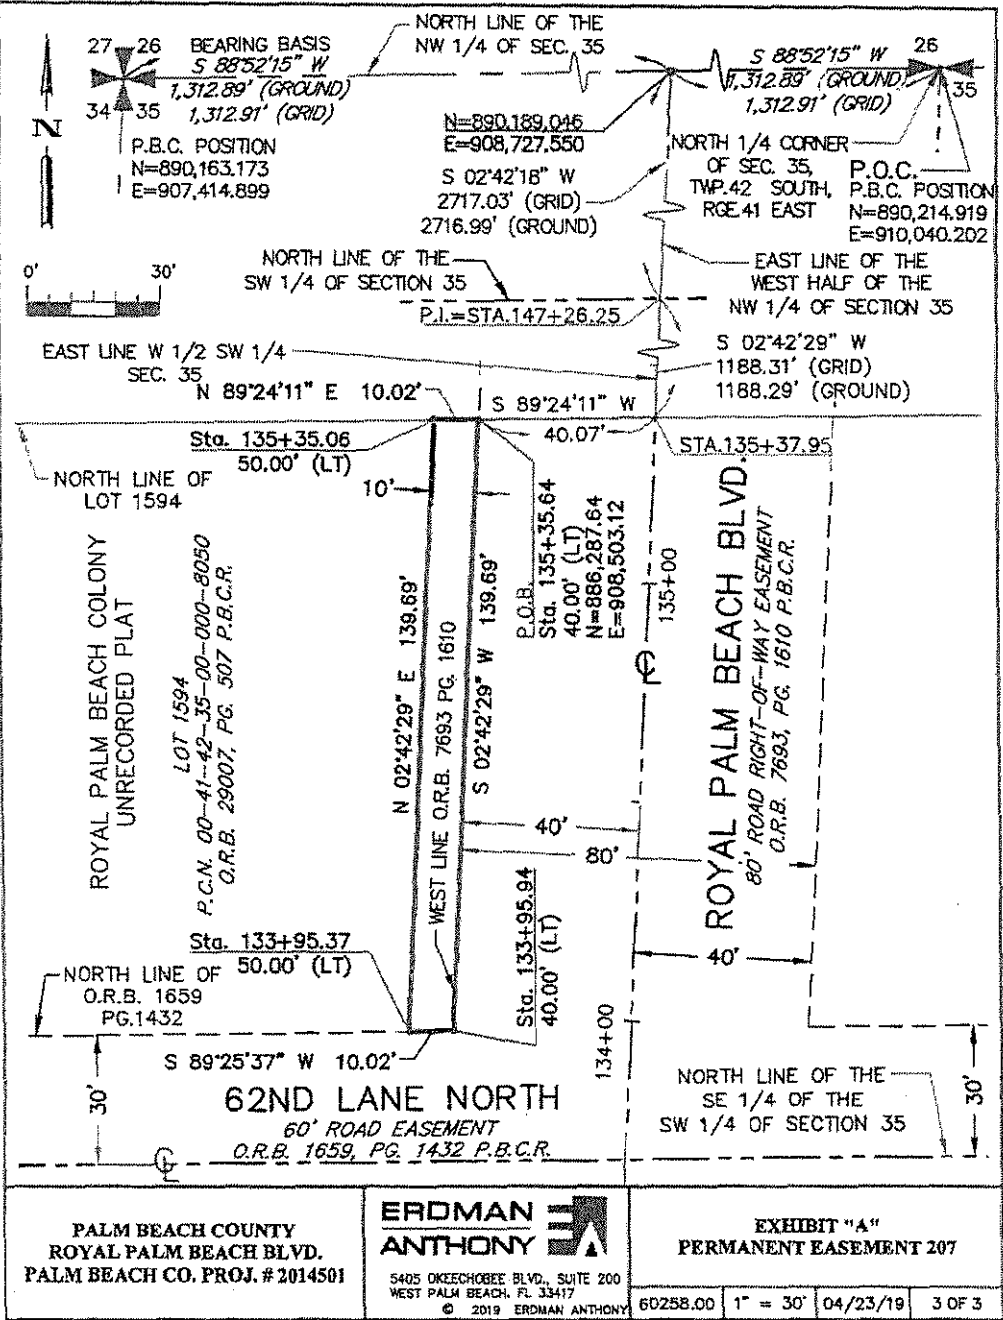 NORTH LINE OF THE
NW 1/4 OF SEC. 35
27 26
34 35
BEARING BASIS
S 88°52'15" W
1,312.89' (GROUND)
1,312.91' (GRID)
P.B.C. POSITION
N=890,163.173
E=907,414.899
N
N=890,189.046
E=908,727.550
S 88°52'15" W
1,312.89' (GROUND)
1,312.91' (GRID)
26
35
NORTH 1/4 CORNER
OF SEC. 35,
TWP.42 SOUTH,
RGE.41 EAST
P.O.C.
P.B.C. POSITION
N=890,214.919
E=910,040.202
S 02°42'18" W
2717.03' (GRID)
2716.99' (GROUND)
0' 30'
NORTH LINE OF THE
SW 1/4 OF SECTION 35
P.I.=STA.147+26.25
EAST LINE OF THE
WEST HALF OF THE
NW 1/4 OF SECTION 35
EAST LINE W 1/2 SW 1/4
SEC. 35
S 02°42'29" W
1188.31' (GRID)
1188.29' (GROUND)
N 89°24'11" E 10.02'
S 89°24'11" W
40.07'
Sta. 135+35.06
50.00' (LT)
STA.135+37.95
NORTH LINE OF
LOT 1594
10'
P.O.B.
Sta. 135+35.64
40.00' (LT)
N=886,287.64
E=908,503.12
135+00
ROYAL PALM BEACH COLONY
UNRECORDED PLAT
LOT 1594
P.C.N. 00-41-42-35-00-000-8050
O.R.B. 29007, PG. 507 P.B.C.R.
N 02°42'29" E 139.69'
WEST LINE O.R.B. 7693 PG. 1610
S 02°42'29" W 139.69'
CL
ROYAL PALM BEACH BLVD.
80' ROAD RIGHT-OF-WAY EASEMENT
O.R.B. 7693, PG. 1610 P.B.C.R.
40'
80'
40'
Sta. 133+95.37
50.00' (LT)
Sta. 133+95.94
40.00' (LT)
NORTH LINE OF
O.R.B. 1659
PG.1432
134+00
S 89°25'37" W 10.02'
30'
62ND LANE NORTH
60' ROAD EASEMENT
O.R.B. 1659, PG. 1432 P.B.C.R.
CL
NORTH LINE OF THE
SE 1/4 OF THE
SW 1/4 OF SECTION 35
30'
PALM BEACH COUNTY
ROYAL PALM BEACH BLVD.
PALM BEACH CO. PROJ. # 2014501
ERDMAN
ANTHONY
5405 OKEECHOBEE BLVD., SUITE 200
WEST PALM BEACH, FL 33417
© 2019 ERDMAN ANTHONY
EXHIBIT "A"
PERMANENT EASEMENT 207
60258.00 1" = 30' 04/23/19 3 OF 3